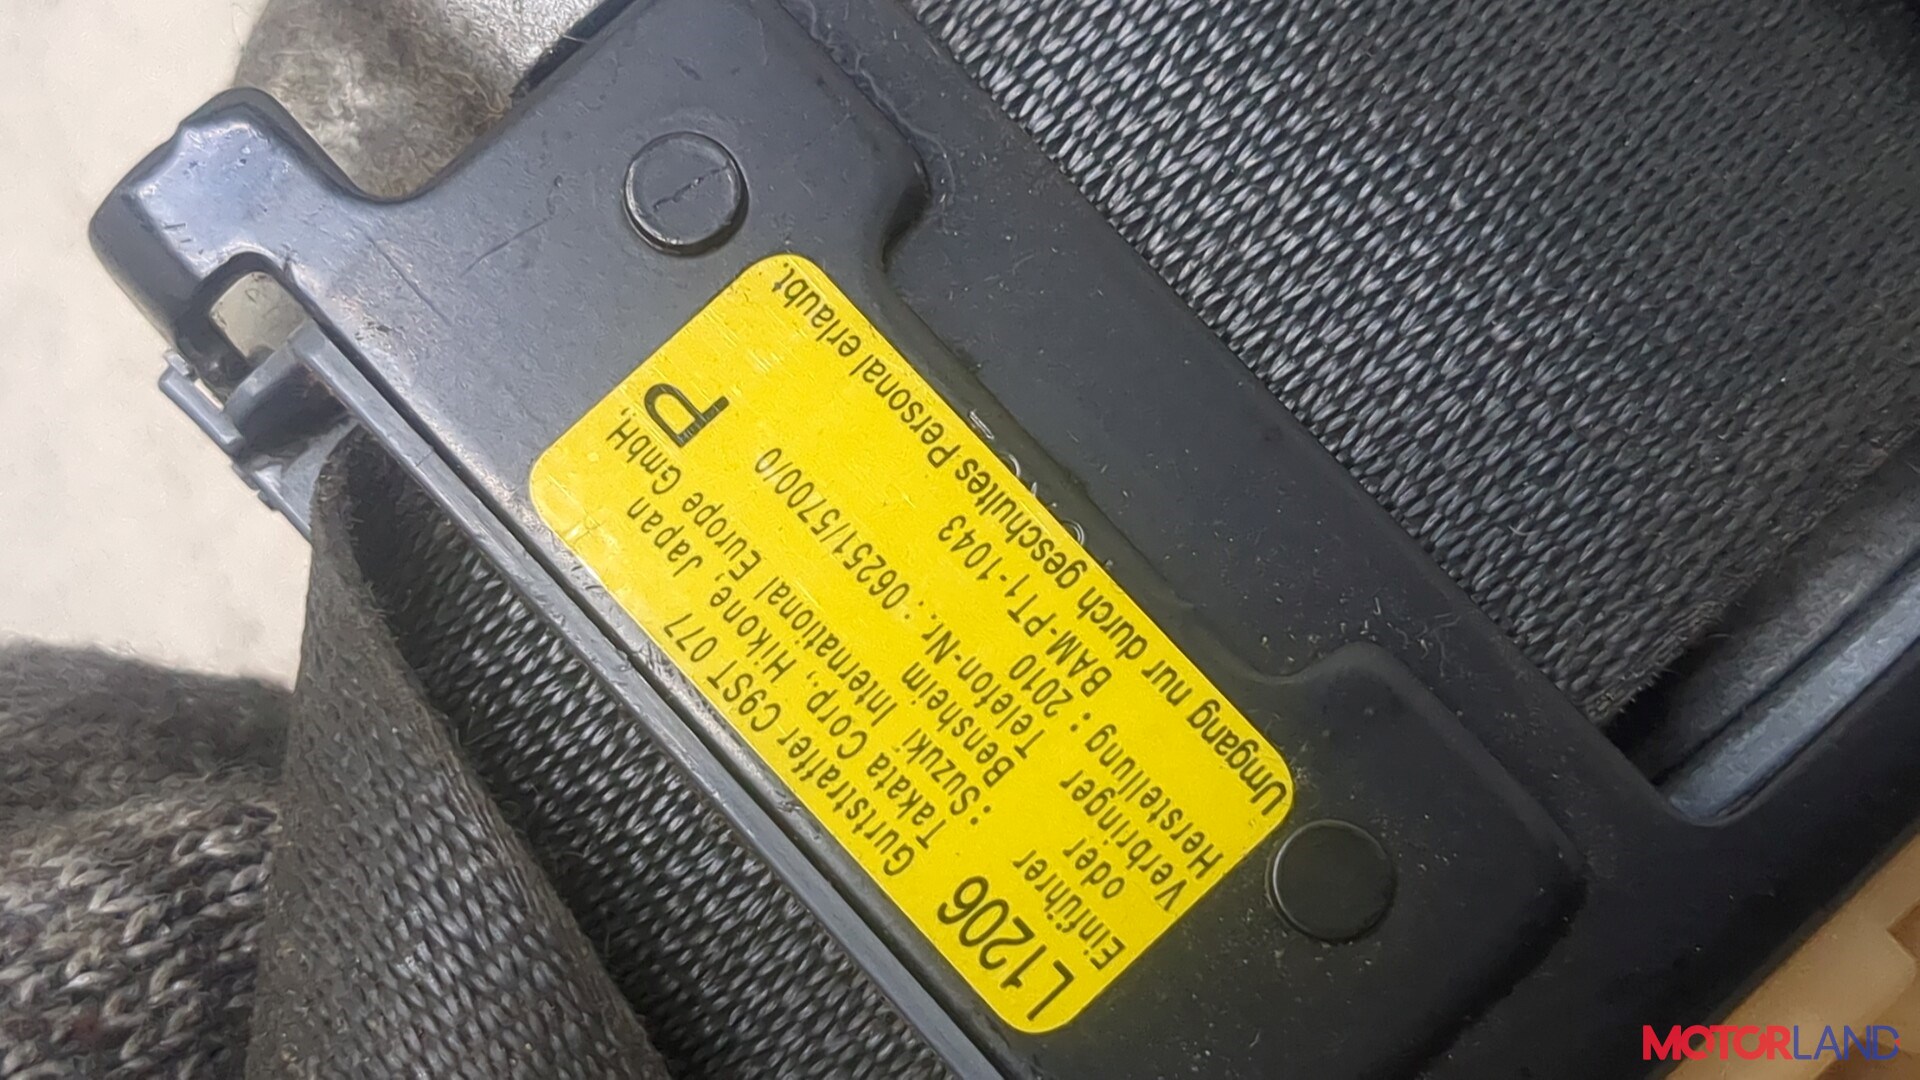 L1206 Gurtstraffer C9ST 077 P
Takata Corp., Hikone, Japan
Einführer : Suzuki International Europe GmbH,
oder Bensheim
Verbringer Telefon-Nr. : 06251/5700/0
Herstellung : 2010 BAM-PT1-1043
Umgang nur durch geschultes Personal erlaubt.
MOTORLAND